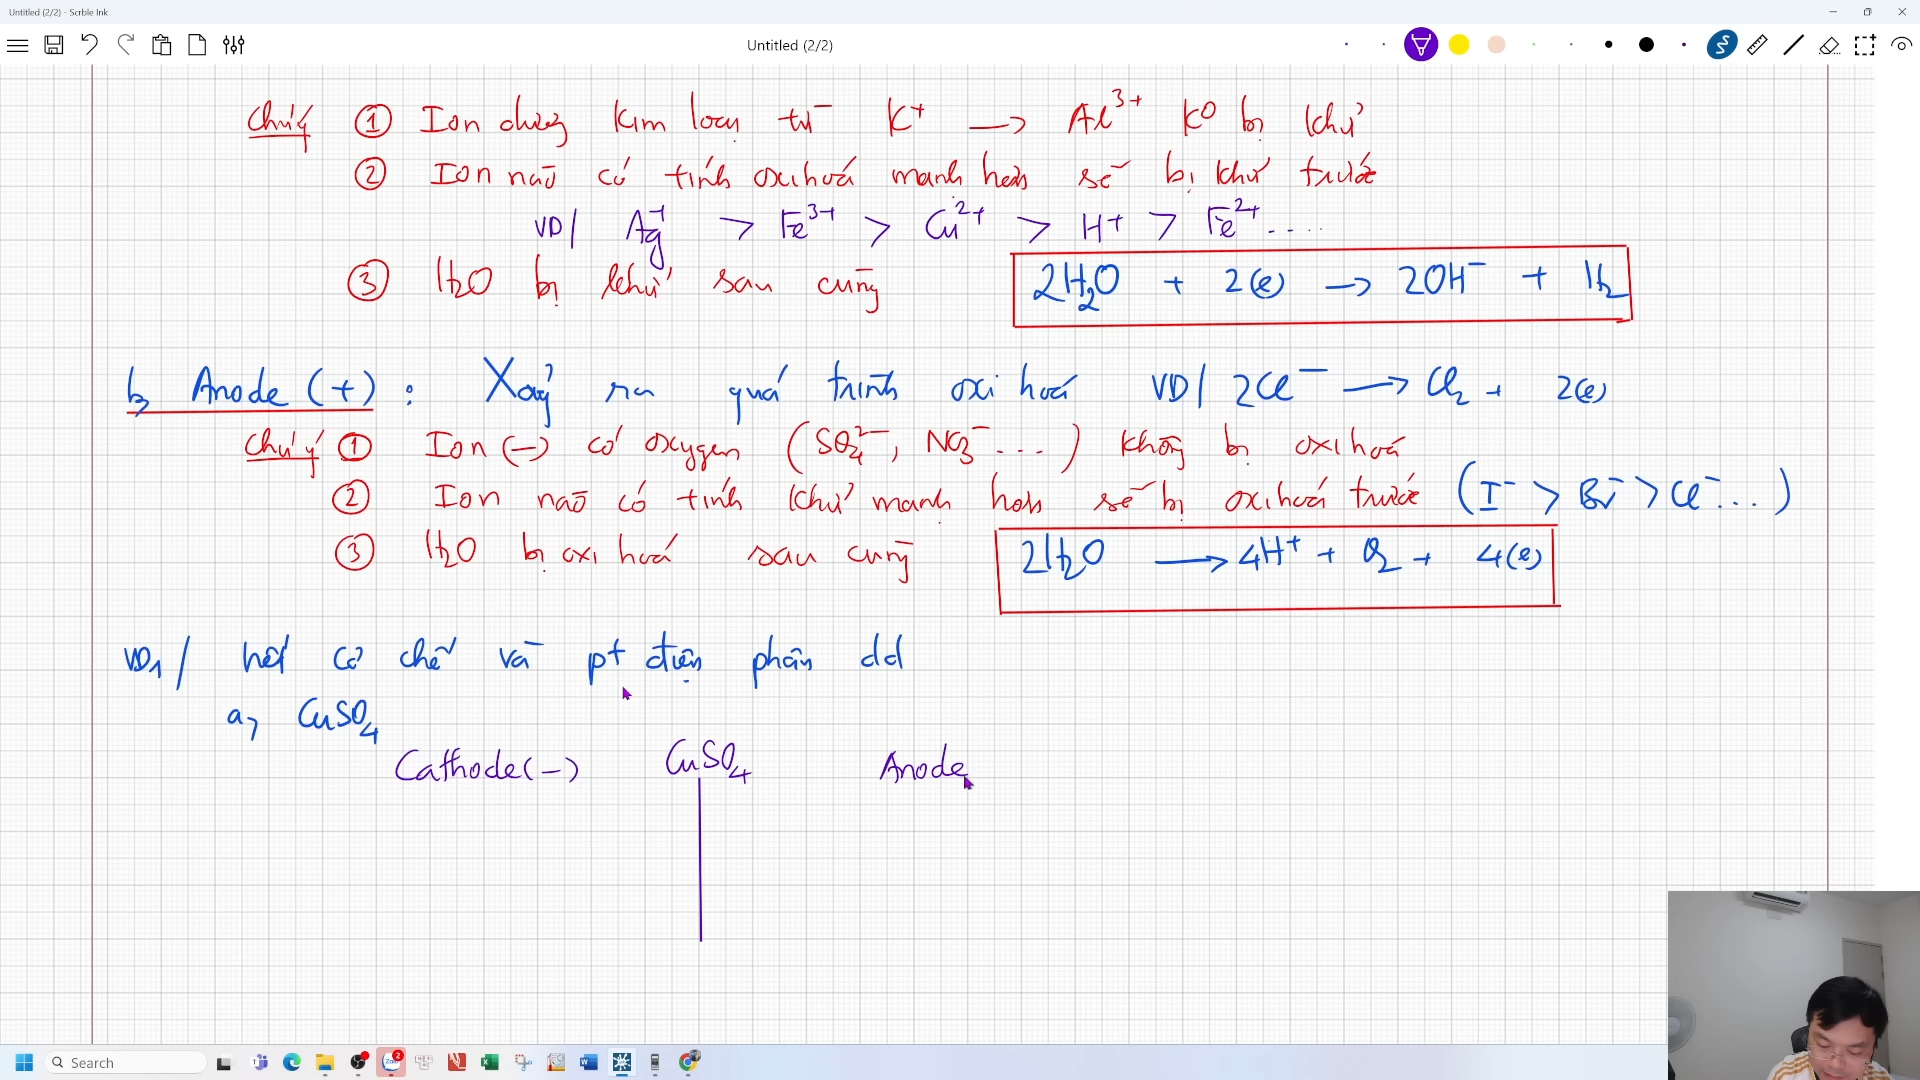 Untitled (2/2) - Scrble Ink
Untitled (2/2)
Chú ý ① Ion dương kim loại từ K⁺ → Al³⁺ k⁰ bị khử
② Ion nào có tính oxi hoá mạnh hơn sẽ bị khử trước
VD/ Ag⁺ > Fe³⁺ > Cu²⁺ > H⁺ > Fe²⁺ ....
③ H₂O bị khử sau cùng 2H₂O + 2(e) → 2OH⁻ + H₂
b, Anode (+) : Xảy ra quá trình oxi hoá VD/ 2Cl⁻ → Cl₂ + 2(e)
Chú ý ① Ion (-) có oxygen (SO₄²⁻, NO₃⁻ ...) không bị oxi hoá
② Ion nào có tính khử mạnh hơn sẽ bị oxi hoá trước (I⁻ > Br⁻ > Cl⁻ ...)
③ H₂O bị oxi hoá sau cùng 2H₂O → 4H⁺ + O₂ + 4(e)
VD1/ Viết cơ chế và pt điện phân dd
a, CuSO₄
Cathode(-) CuSO₄ Anode
Search
2